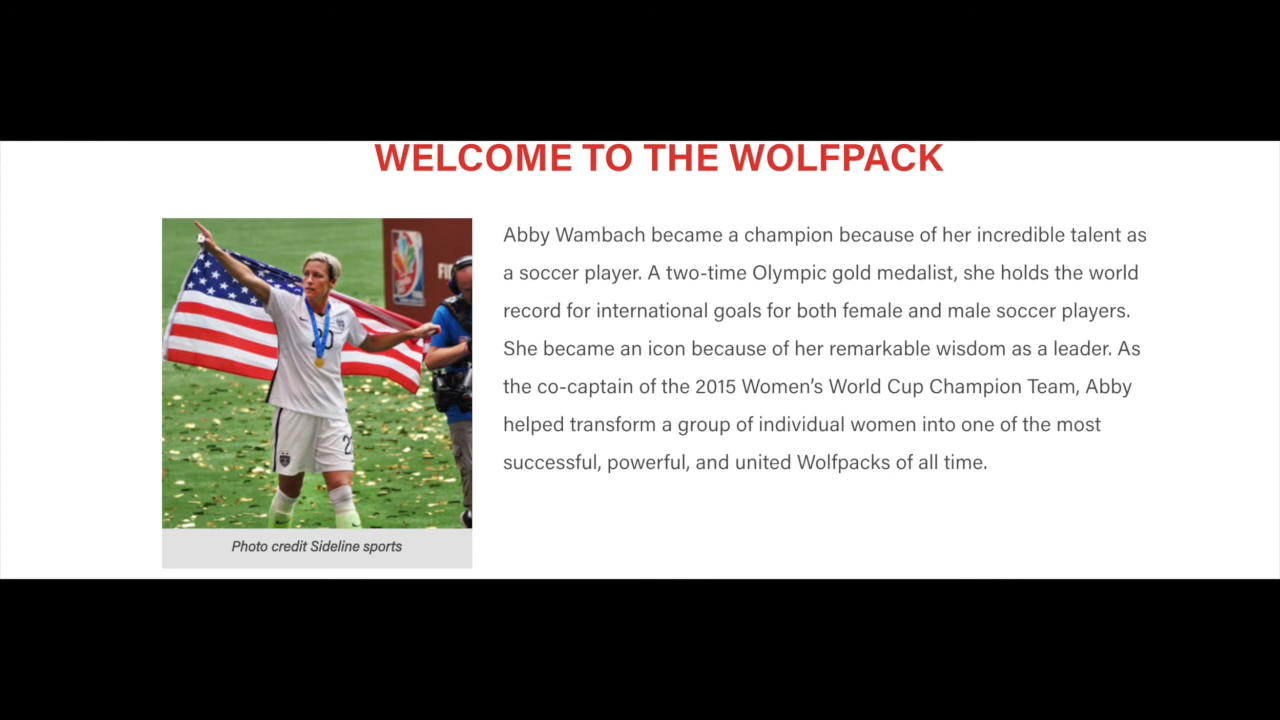 WELCOME TO THE WOLFPACK
Abby Wambach became a champion because of her incredible talent as
a soccer player. A two-time Olympic gold medalist, she holds the world
record for international goals for both female and male soccer players.
She became an icon because of her remarkable wisdom as a leader. As
the co-captain of the 2015 Women’s World Cup Champion Team, Abby
helped transform a group of individual women into one of the most
successful, powerful, and united Wolfpacks of all time.
FI
20
2
Photo credit Sideline sports